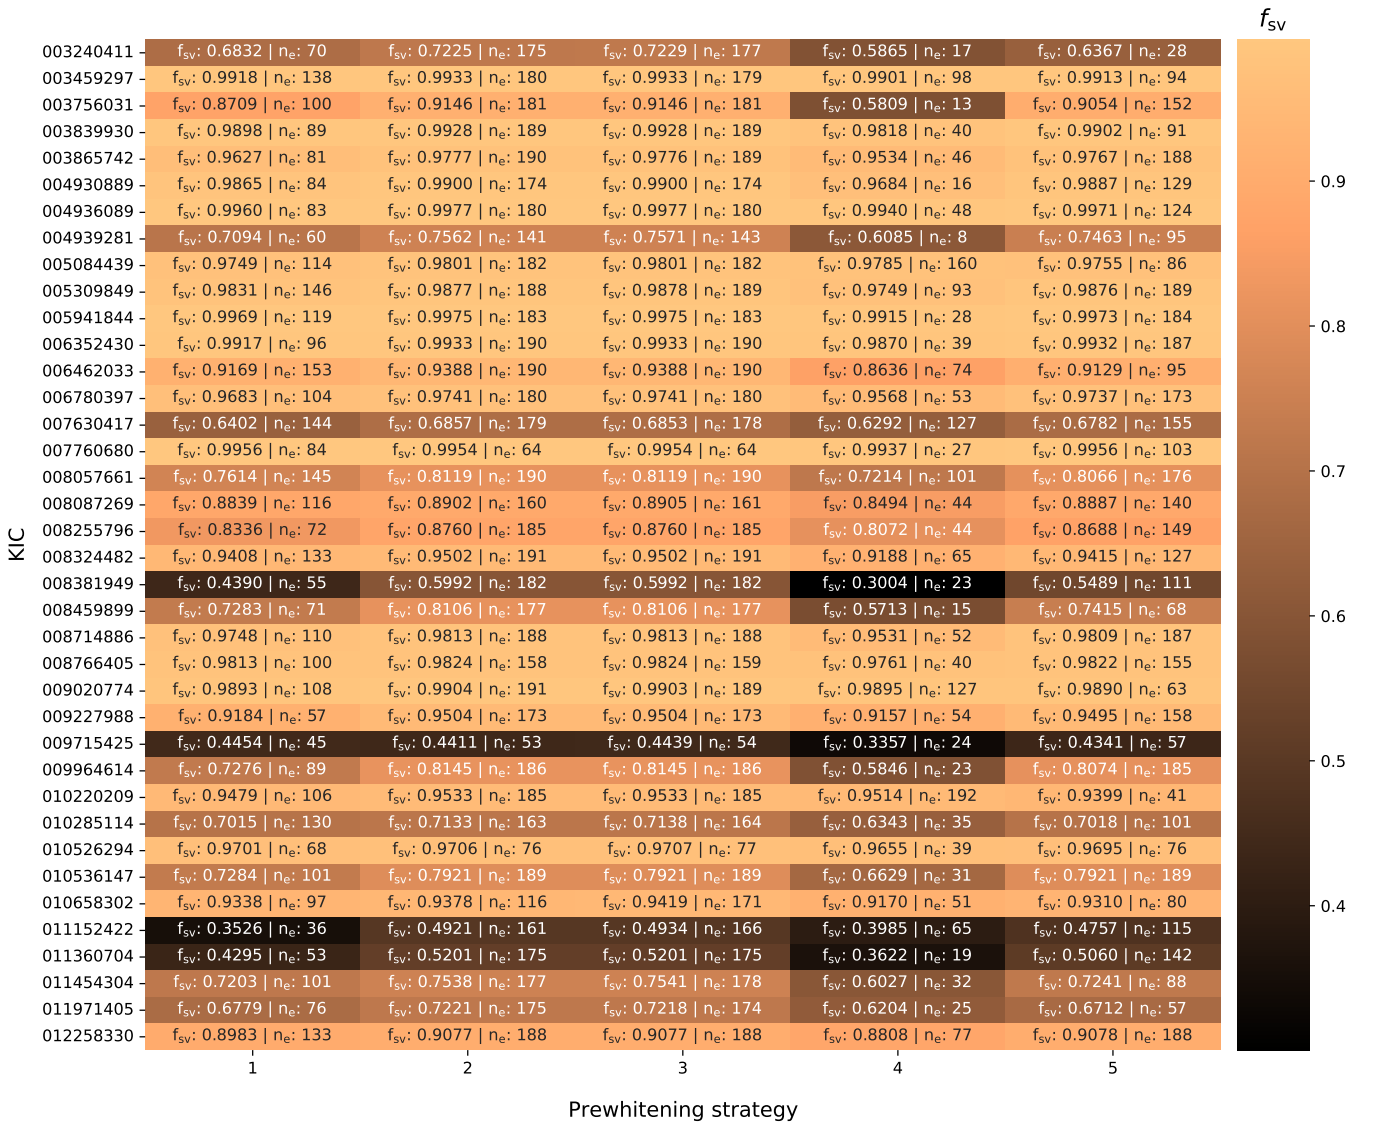 f_sv
003240411 f_sv: 0.6832 | n_e: 70 f_sv: 0.7225 | n_e: 175 f_sv: 0.7229 | n_e: 177 f_sv: 0.5865 | n_e: 17 f_sv: 0.6367 | n_e: 28
003459297 f_sv: 0.9918 | n_e: 138 f_sv: 0.9933 | n_e: 180 f_sv: 0.9933 | n_e: 179 f_sv: 0.9901 | n_e: 98 f_sv: 0.9913 | n_e: 94
003756031 f_sv: 0.8709 | n_e: 100 f_sv: 0.9146 | n_e: 181 f_sv: 0.9146 | n_e: 181 f_sv: 0.5809 | n_e: 13 f_sv: 0.9054 | n_e: 152
003839930 f_sv: 0.9898 | n_e: 89 f_sv: 0.9928 | n_e: 189 f_sv: 0.9928 | n_e: 189 f_sv: 0.9818 | n_e: 40 f_sv: 0.9902 | n_e: 91
003865742 f_sv: 0.9627 | n_e: 81 f_sv: 0.9777 | n_e: 190 f_sv: 0.9776 | n_e: 189 f_sv: 0.9534 | n_e: 46 f_sv: 0.9767 | n_e: 188
004930889 f_sv: 0.9865 | n_e: 84 f_sv: 0.9900 | n_e: 174 f_sv: 0.9900 | n_e: 174 f_sv: 0.9684 | n_e: 16 f_sv: 0.9887 | n_e: 129
0.9
004936089 f_sv: 0.9960 | n_e: 83 f_sv: 0.9977 | n_e: 180 f_sv: 0.9977 | n_e: 180 f_sv: 0.9940 | n_e: 48 f_sv: 0.9971 | n_e: 124
004939281 f_sv: 0.7094 | n_e: 60 f_sv: 0.7562 | n_e: 141 f_sv: 0.7571 | n_e: 143 f_sv: 0.6085 | n_e: 8 f_sv: 0.7463 | n_e: 95
005084439 f_sv: 0.9749 | n_e: 114 f_sv: 0.9801 | n_e: 182 f_sv: 0.9801 | n_e: 182 f_sv: 0.9785 | n_e: 160 f_sv: 0.9755 | n_e: 86
005309849 f_sv: 0.9831 | n_e: 146 f_sv: 0.9877 | n_e: 188 f_sv: 0.9878 | n_e: 189 f_sv: 0.9749 | n_e: 93 f_sv: 0.9876 | n_e: 189
005941844 f_sv: 0.9969 | n_e: 119 f_sv: 0.9975 | n_e: 183 f_sv: 0.9975 | n_e: 183 f_sv: 0.9915 | n_e: 28 f_sv: 0.9973 | n_e: 184
0.8
006352430 f_sv: 0.9917 | n_e: 96 f_sv: 0.9933 | n_e: 190 f_sv: 0.9933 | n_e: 190 f_sv: 0.9870 | n_e: 39 f_sv: 0.9932 | n_e: 187
006462033 f_sv: 0.9169 | n_e: 153 f_sv: 0.9388 | n_e: 190 f_sv: 0.9388 | n_e: 190 f_sv: 0.8636 | n_e: 74 f_sv: 0.9129 | n_e: 95
006780397 f_sv: 0.9683 | n_e: 104 f_sv: 0.9741 | n_e: 180 f_sv: 0.9741 | n_e: 180 f_sv: 0.9568 | n_e: 53 f_sv: 0.9737 | n_e: 173
007630417 f_sv: 0.6402 | n_e: 144 f_sv: 0.6857 | n_e: 179 f_sv: 0.6853 | n_e: 178 f_sv: 0.6292 | n_e: 127 f_sv: 0.6782 | n_e: 155
007760680 f_sv: 0.9956 | n_e: 84 f_sv: 0.9954 | n_e: 64 f_sv: 0.9954 | n_e: 64 f_sv: 0.9937 | n_e: 27 f_sv: 0.9956 | n_e: 103
0.7
008057661 f_sv: 0.7614 | n_e: 145 f_sv: 0.8119 | n_e: 190 f_sv: 0.8119 | n_e: 190 f_sv: 0.7214 | n_e: 101 f_sv: 0.8066 | n_e: 176
008087269 f_sv: 0.8839 | n_e: 116 f_sv: 0.8902 | n_e: 160 f_sv: 0.8905 | n_e: 161 f_sv: 0.8494 | n_e: 44 f_sv: 0.8887 | n_e: 140
008255796 f_sv: 0.8336 | n_e: 72 f_sv: 0.8760 | n_e: 185 f_sv: 0.8760 | n_e: 185 f_sv: 0.8072 | n_e: 44 f_sv: 0.8688 | n_e: 149
KIC
008324482 f_sv: 0.9408 | n_e: 133 f_sv: 0.9502 | n_e: 191 f_sv: 0.9502 | n_e: 191 f_sv: 0.9188 | n_e: 65 f_sv: 0.9415 | n_e: 127
008381949 f_sv: 0.4390 | n_e: 55 f_sv: 0.5992 | n_e: 182 f_sv: 0.5992 | n_e: 182 f_sv: 0.3004 | n_e: 23 f_sv: 0.5489 | n_e: 111
008459899 f_sv: 0.7283 | n_e: 71 f_sv: 0.8106 | n_e: 177 f_sv: 0.8106 | n_e: 177 f_sv: 0.5713 | n_e: 15 f_sv: 0.7415 | n_e: 68
0.6
008714886 f_sv: 0.9748 | n_e: 110 f_sv: 0.9813 | n_e: 188 f_sv: 0.9813 | n_e: 188 f_sv: 0.9531 | n_e: 52 f_sv: 0.9809 | n_e: 187
008766405 f_sv: 0.9813 | n_e: 100 f_sv: 0.9824 | n_e: 158 f_sv: 0.9824 | n_e: 159 f_sv: 0.9761 | n_e: 40 f_sv: 0.9822 | n_e: 155
009020774 f_sv: 0.9893 | n_e: 108 f_sv: 0.9904 | n_e: 191 f_sv: 0.9903 | n_e: 189 f_sv: 0.9895 | n_e: 127 f_sv: 0.9890 | n_e: 63
009227988 f_sv: 0.9184 | n_e: 57 f_sv: 0.9504 | n_e: 173 f_sv: 0.9504 | n_e: 173 f_sv: 0.9157 | n_e: 54 f_sv: 0.9495 | n_e: 158
009715425 f_sv: 0.4454 | n_e: 45 f_sv: 0.4411 | n_e: 53 f_sv: 0.4439 | n_e: 54 f_sv: 0.3357 | n_e: 24 f_sv: 0.4341 | n_e: 57
0.5
009964614 f_sv: 0.7276 | n_e: 89 f_sv: 0.8145 | n_e: 186 f_sv: 0.8145 | n_e: 186 f_sv: 0.5846 | n_e: 23 f_sv: 0.8074 | n_e: 185
010220209 f_sv: 0.9479 | n_e: 106 f_sv: 0.9533 | n_e: 185 f_sv: 0.9533 | n_e: 185 f_sv: 0.9514 | n_e: 192 f_sv: 0.9399 | n_e: 41
010285114 f_sv: 0.7015 | n_e: 130 f_sv: 0.7133 | n_e: 163 f_sv: 0.7138 | n_e: 164 f_sv: 0.6343 | n_e: 35 f_sv: 0.7018 | n_e: 101
010526294 f_sv: 0.9701 | n_e: 68 f_sv: 0.9706 | n_e: 76 f_sv: 0.9707 | n_e: 77 f_sv: 0.9655 | n_e: 39 f_sv: 0.9695 | n_e: 76
010536147 f_sv: 0.7284 | n_e: 101 f_sv: 0.7921 | n_e: 189 f_sv: 0.7921 | n_e: 189 f_sv: 0.6629 | n_e: 31 f_sv: 0.7921 | n_e: 189
010658302 f_sv: 0.9338 | n_e: 97 f_sv: 0.9378 | n_e: 116 f_sv: 0.9419 | n_e: 171 f_sv: 0.9170 | n_e: 51 f_sv: 0.9310 | n_e: 80
0.4
011152422 f_sv: 0.3526 | n_e: 36 f_sv: 0.4921 | n_e: 161 f_sv: 0.4934 | n_e: 166 f_sv: 0.3985 | n_e: 65 f_sv: 0.4757 | n_e: 115
011360704 f_sv: 0.4295 | n_e: 53 f_sv: 0.5201 | n_e: 175 f_sv: 0.5201 | n_e: 175 f_sv: 0.3622 | n_e: 19 f_sv: 0.5060 | n_e: 142
011454304 f_sv: 0.7203 | n_e: 101 f_sv: 0.7538 | n_e: 177 f_sv: 0.7541 | n_e: 178 f_sv: 0.6027 | n_e: 32 f_sv: 0.7241 | n_e: 88
011971405 f_sv: 0.6779 | n_e: 76 f_sv: 0.7221 | n_e: 175 f_sv: 0.7218 | n_e: 174 f_sv: 0.6204 | n_e: 25 f_sv: 0.6712 | n_e: 57
012258330 f_sv: 0.8983 | n_e: 133 f_sv: 0.9077 | n_e: 188 f_sv: 0.9077 | n_e: 188 f_sv: 0.8808 | n_e: 77 f_sv: 0.9078 | n_e: 188
1 2 3 4 5
Prewhitening strategy